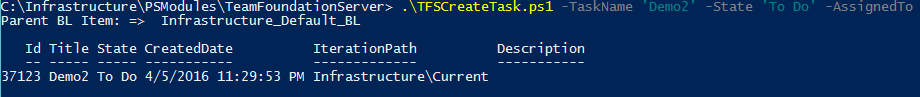 C:\Infrastructure\PSModules\TeamFoundationServer> .\TFSCreateTask.ps1 -TaskName 'Demo2' -State 'To Do' -AssignedTo
Parent BL Item: =>  Infrastructure_Default_BL
   Id Title State CreatedDate          IterationPath          Description
   -- ----- ----- -----------          -------------          -----------
37123 Demo2 To Do 4/5/2016 11:29:53 PM Infrastructure\Current